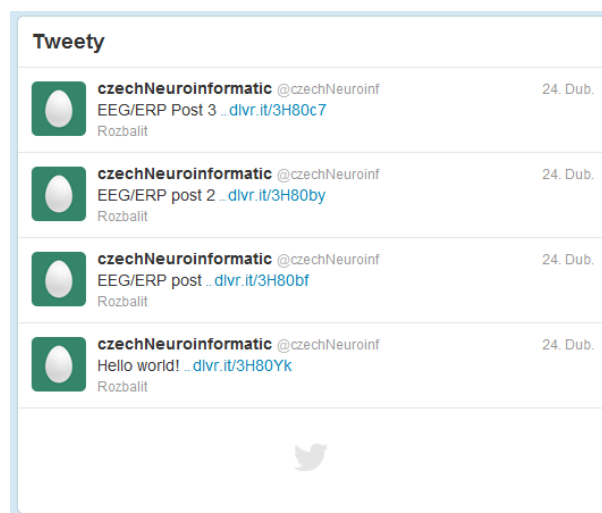 Tweety
czechNeuroinformatic @czechNeuroinf 24. Dub.
EEG/ERP Post 3 .. dlvr.it/3H80c7
Rozbalit
czechNeuroinformatic @czechNeuroinf 24. Dub.
EEG/ERP post 2 .. dlvr.it/3H80by
Rozbalit
czechNeuroinformatic @czechNeuroinf 24. Dub.
EEG/ERP post .. dlvr.it/3H80bf
Rozbalit
czechNeuroinformatic @czechNeuroinf 24. Dub.
Hello world! .. dlvr.it/3H80Yk
Rozbalit